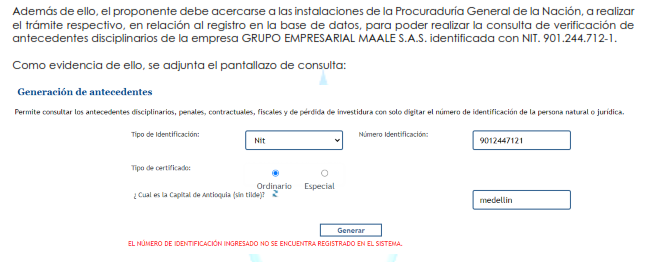 Además de ello, el proponente debe acercarse a las instalaciones de la Procuraduría General de la Nación, a realizar
el trámite respectivo, en relación al registro en la base de datos, para poder realizar la consulta de verificación de
antecedentes disciplinarios de la empresa GRUPO EMPRESARIAL MAALE S.A.S. identificada con NIT. 901.244.712-1.
Como evidencia de ello, se adjunta el pantallazo de consulta:
Generación de antecedentes
Permite consultar los antecedentes disciplinarios, penales, contractuales, fiscales y de pérdida de investidura con solo digitar el número de identificación de la persona natural o jurídica.
Tipo de Identificación: Nit Número Identificación: 9012447121
Tipo de certificado:
Ordinario Especial
¿ Cual es la Capital de Antioquia (sin tilde)? medellin
Generar
EL NÚMERO DE IDENTIFICACIÓN INGRESADO NO SE ENCUENTRA REGISTRADO EN EL SISTEMA.